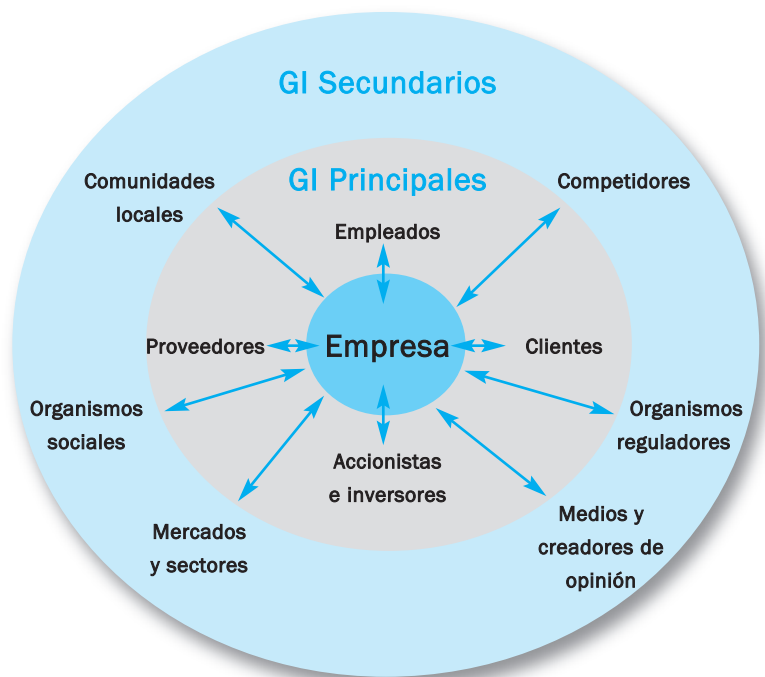 GI Secundarios
GI Principales
Comunidades
locales
Competidores
Empleados
Proveedores
Empresa
Clientes
Organismos
sociales
Organismos
reguladores
Accionistas
e inversores
Mercados
y sectores
Medios y
creadores de
opinión